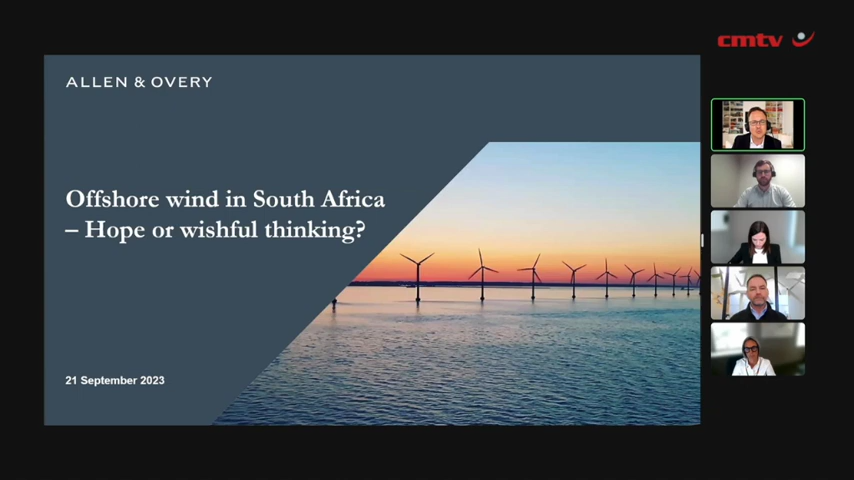 cmtv
ALLEN & OVERY
Offshore wind in South Africa
– Hope or wishful thinking?
21 September 2023